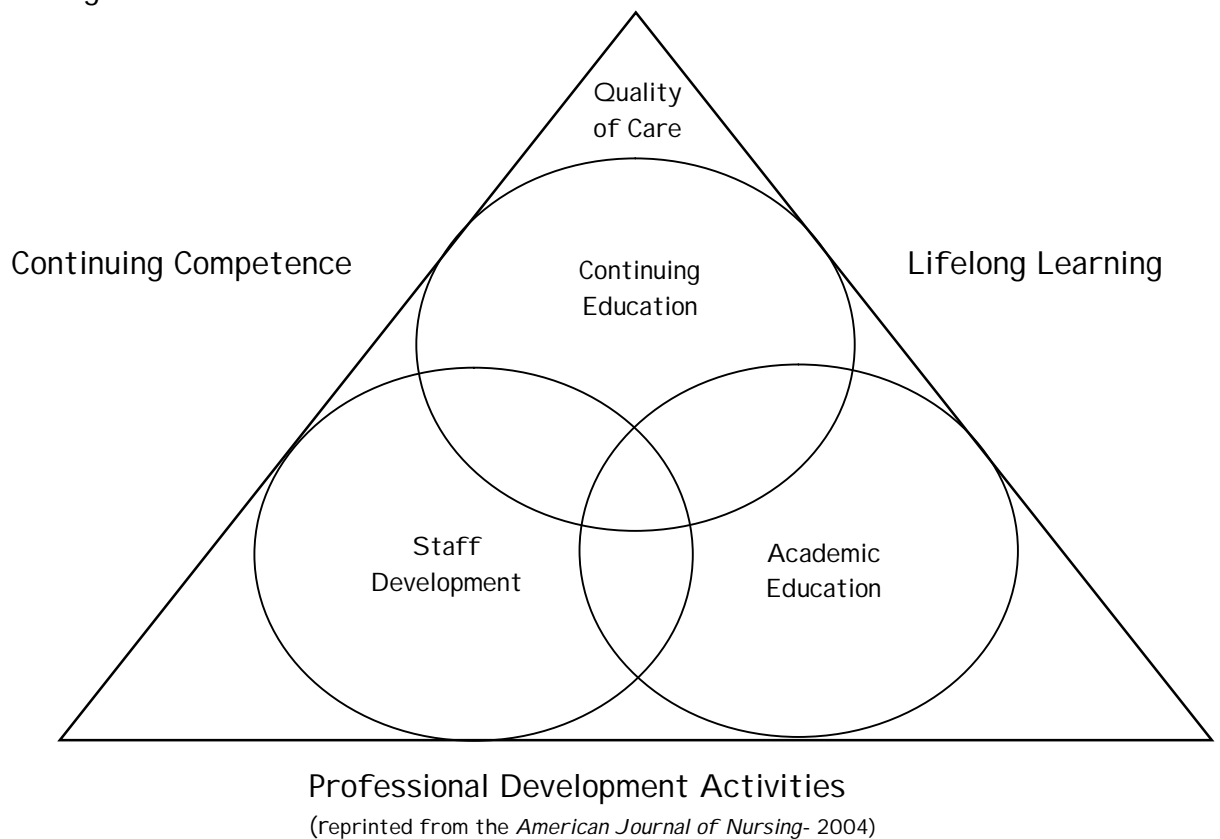 Quality
of Care
Continuing Competence
Lifelong Learning
Continuing
Education
Staff
Development
Academic
Education
Professional Development Activities
(reprinted from the American Journal of Nursing- 2004)